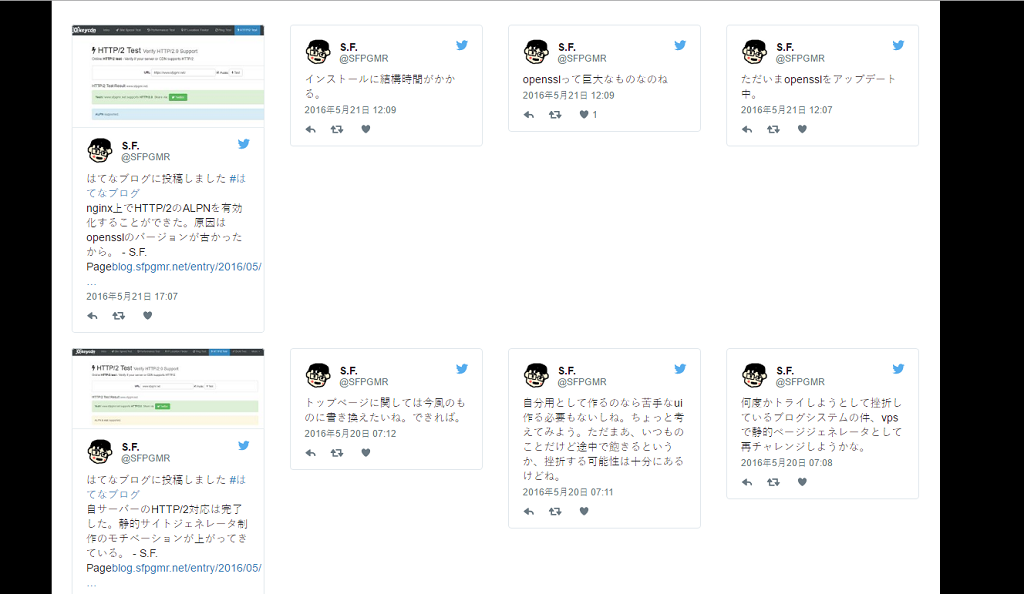 HTTP/2 Test Verify HTTP/2.0 Support
S.F.
@SFPGMR
はてなブログに投稿しました #は
てなブログ
nginx上でHTTP/2のALPNを有効
化することができた。原因は
opensslのバージョンが古かった
から。 - S.F.
Pageblog.sfpgmr.net/entry/2016/05/
…
2016年5月21日 17:07
S.F.
@SFPGMR
インストールに結構時間がかか
る。
2016年5月21日 12:09
S.F.
@SFPGMR
opensslって巨大なものなのね
2016年5月21日 12:09
1
S.F.
@SFPGMR
ただいまopensslをアップデート
中。
2016年5月21日 12:07
HTTP/2 Test Verify HTTP/2.0 Support
S.F.
@SFPGMR
はてなブログに投稿しました #は
てなブログ
自サーバーのHTTP/2対応は完了
した。静的サイトジェネレータ制
作のモチベーションが上がってき
ている。 - S.F.
Pageblog.sfpgmr.net/entry/2016/05/
…
S.F.
@SFPGMR
トップページに関しては今風のも
のに書き換えたいね。できれば。
2016年5月20日 07:12
S.F.
@SFPGMR
自分用として作るのなら苦手なui
作る必要もないしね。ちょっと考
えてみよう。ただまあ、いつもの
ことだけど途中で飽きるという
か、挫折する可能性は十分にある
けどね。
2016年5月20日 07:11
S.F.
@SFPGMR
何度かトライしようとして挫折し
ているブログシステムの件、vps
で静的ページジェネレータとして
再チャレンジしようかな。
2016年5月20日 07:08